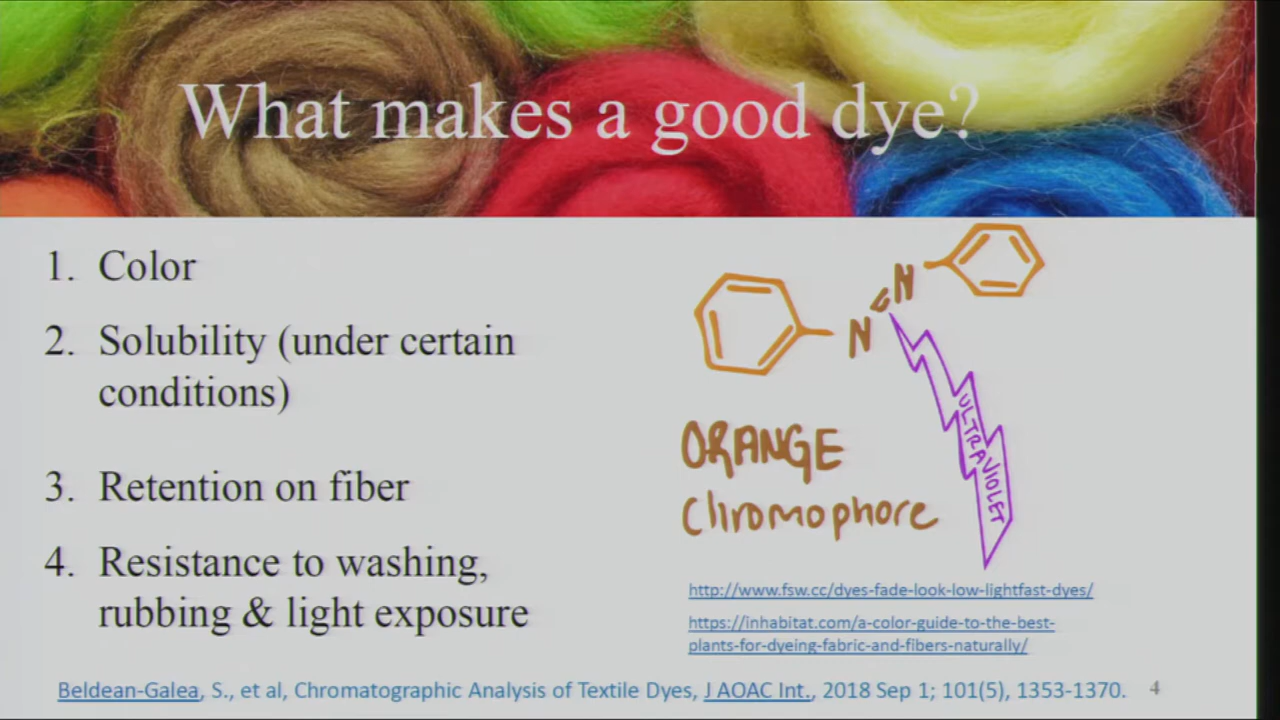 What makes a good dye?
1. Color
2. Solubility (under certain
conditions)
3. Retention on fiber
4. Resistance to washing,
rubbing & light exposure
N
N
ULTRAVIOLET
ORANGE
Chromophore
http://www.fsw.cc/dyes-fade-look-low-lightfast-dyes/
https://inhabitat.com/a-color-guide-to-the-best-
plants-for-dyeing-fabric-and-fibers-naturally/
Beldean-Galea, S., et al, Chromatographic Analysis of Textile Dyes, J AOAC Int., 2018 Sep 1; 101(5), 1353-1370. 4